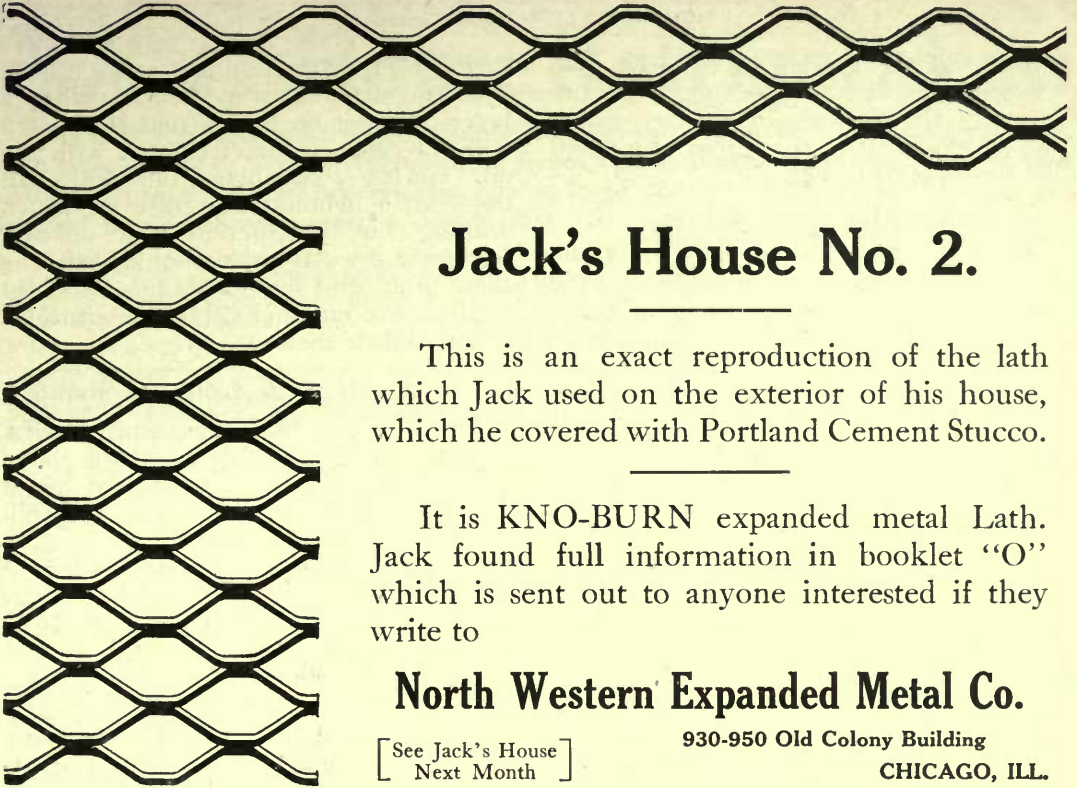 Jack's House No. 2.
This is an exact reproduction of the lath
which Jack used on the exterior of his house,
which he covered with Portland Cement Stucco.
It is KNO-BURN expanded metal Lath.
Jack found full information in booklet “O”
which is sent out to anyone interested if they
write to
North Western Expanded Metal Co.
[See Jack's House
Next Month]
930-950 Old Colony Building
CHICAGO, ILL.